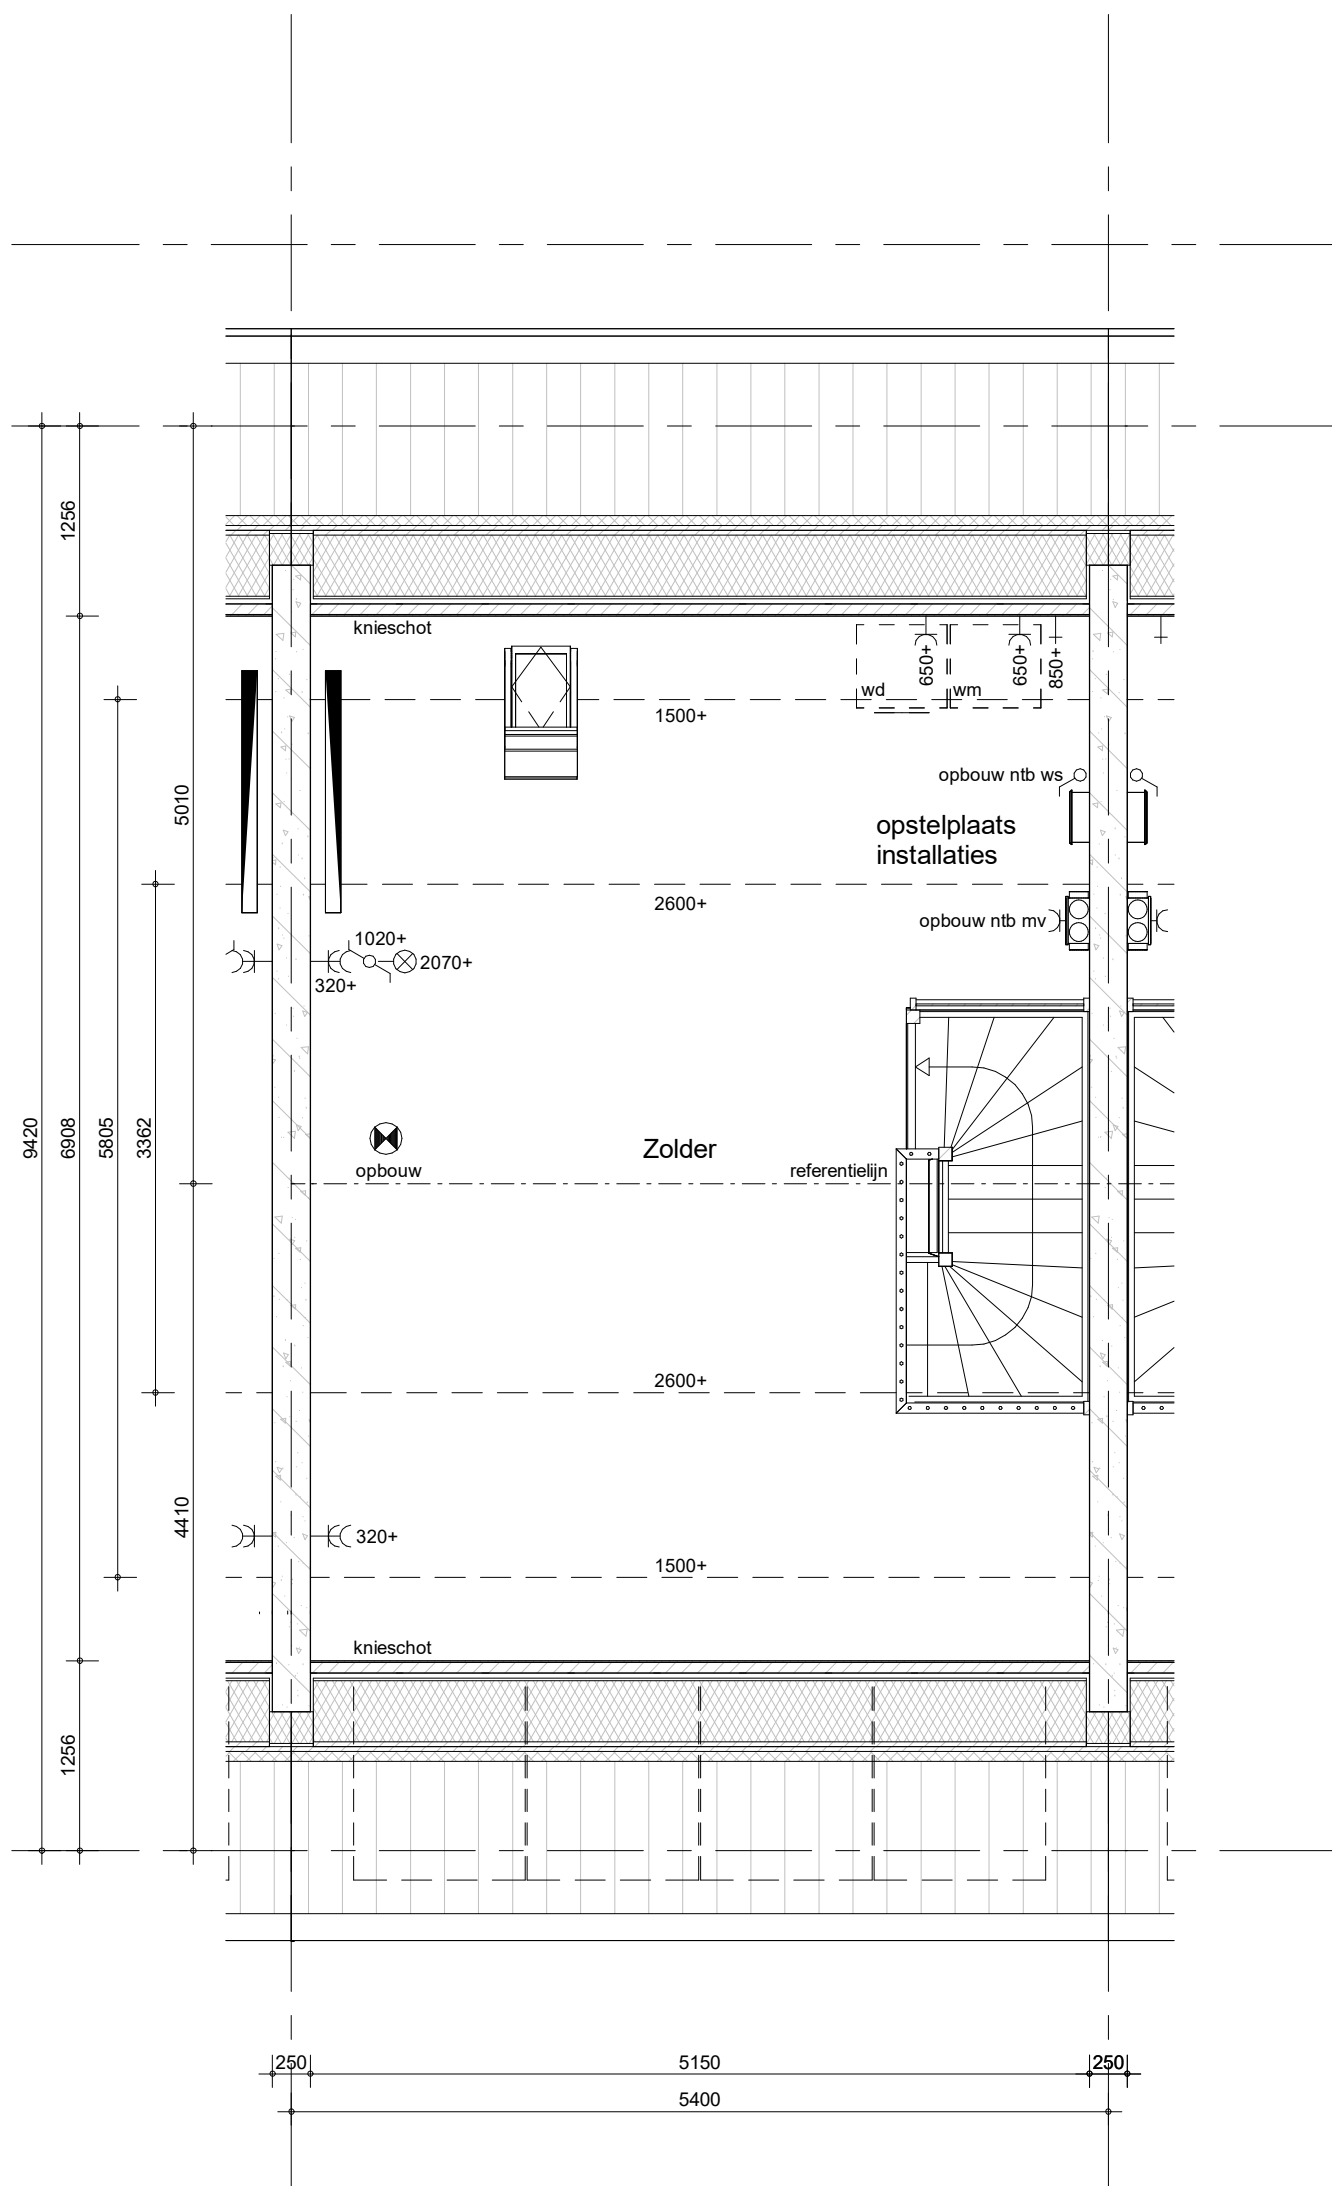 1256
knieschot
650+
650+
850+
wd
wm
1500+
opbouw ntb ws
5010
opstelplaats
installaties
2600+
opbouw ntb mv
1020+
2070+
320+
9420
6908
5805
3362
Zolder
opbouw
referentielijn
2600+
4410
320+
1500+
knieschot
1256
250
5150
250
5400